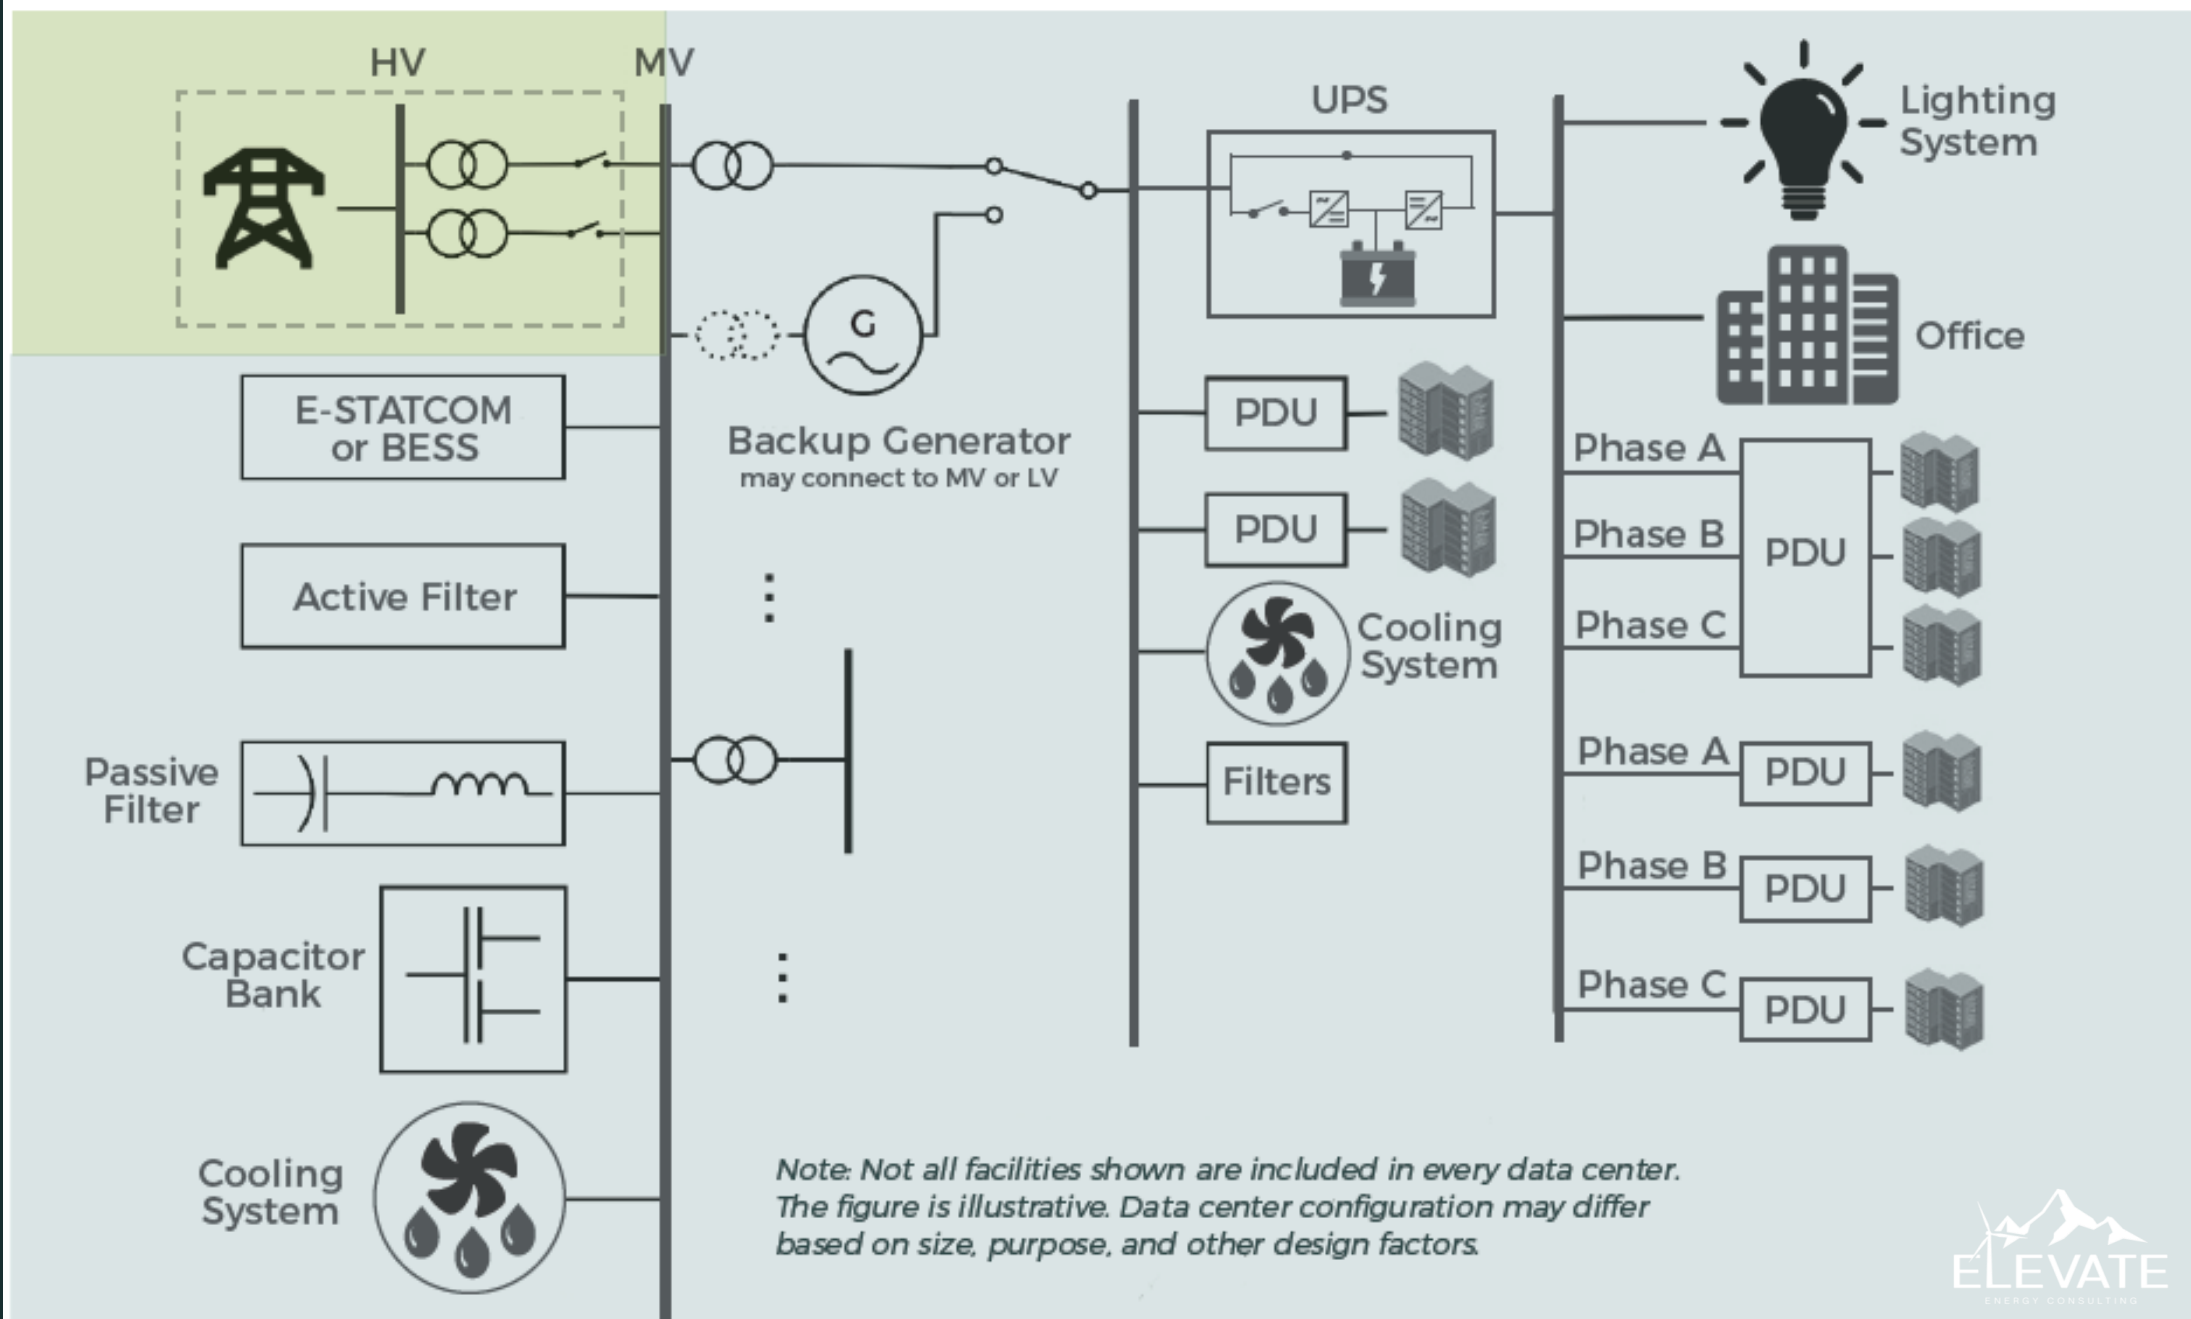 HV
MV
UPS
Lighting
System
Office
G
Backup Generator
may connect to MV or LV
E-STATCOM
or BESS
Active Filter
Passive
Filter
Capacitor
Bank
Cooling
System
PDU
PDU
Cooling
System
Filters
Phase A
Phase B
Phase C
PDU
Phase A
PDU
Phase B
PDU
Phase C
PDU
Note: Not all facilities shown are included in every data center.
The figure is illustrative. Data center configuration may differ
based on size, purpose, and other design factors.
ELEVATE
ENERGY CONSULTING